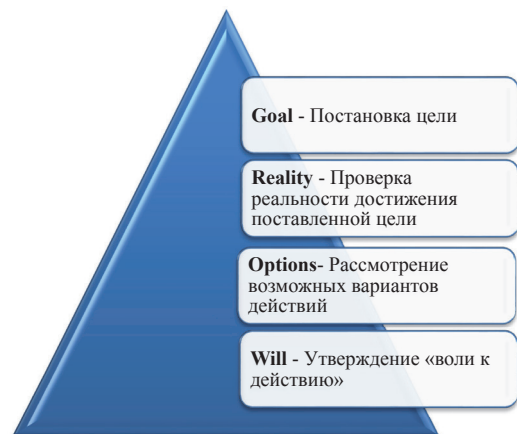 Goal - Постановка цели
Reality - Проверка
реальности достижения
поставленной цели
Options- Рассмотрение
возможных вариантов
действий
Will - Утверждение «воли к
действию»